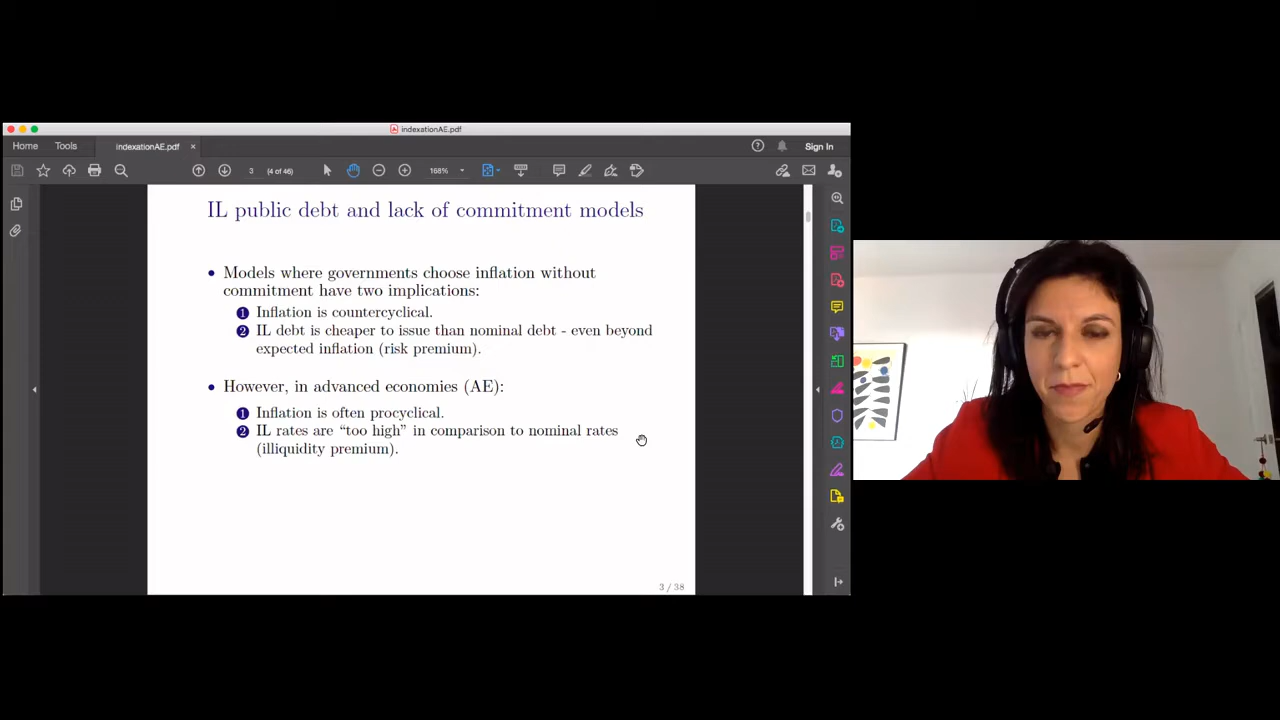 indexationAE.pdf
Home Tools indexationAE.pdf × Sign In
3 (4 of 46) 168%
IL public debt and lack of commitment models
• Models where governments choose inflation without
commitment have two implications:
1 Inflation is countercyclical.
2 IL debt is cheaper to issue than nominal debt - even beyond
expected inflation (risk premium).
• However, in advanced economies (AE):
1 Inflation is often procyclical.
2 IL rates are “too high” in comparison to nominal rates
(illiquidity premium).
3 / 38